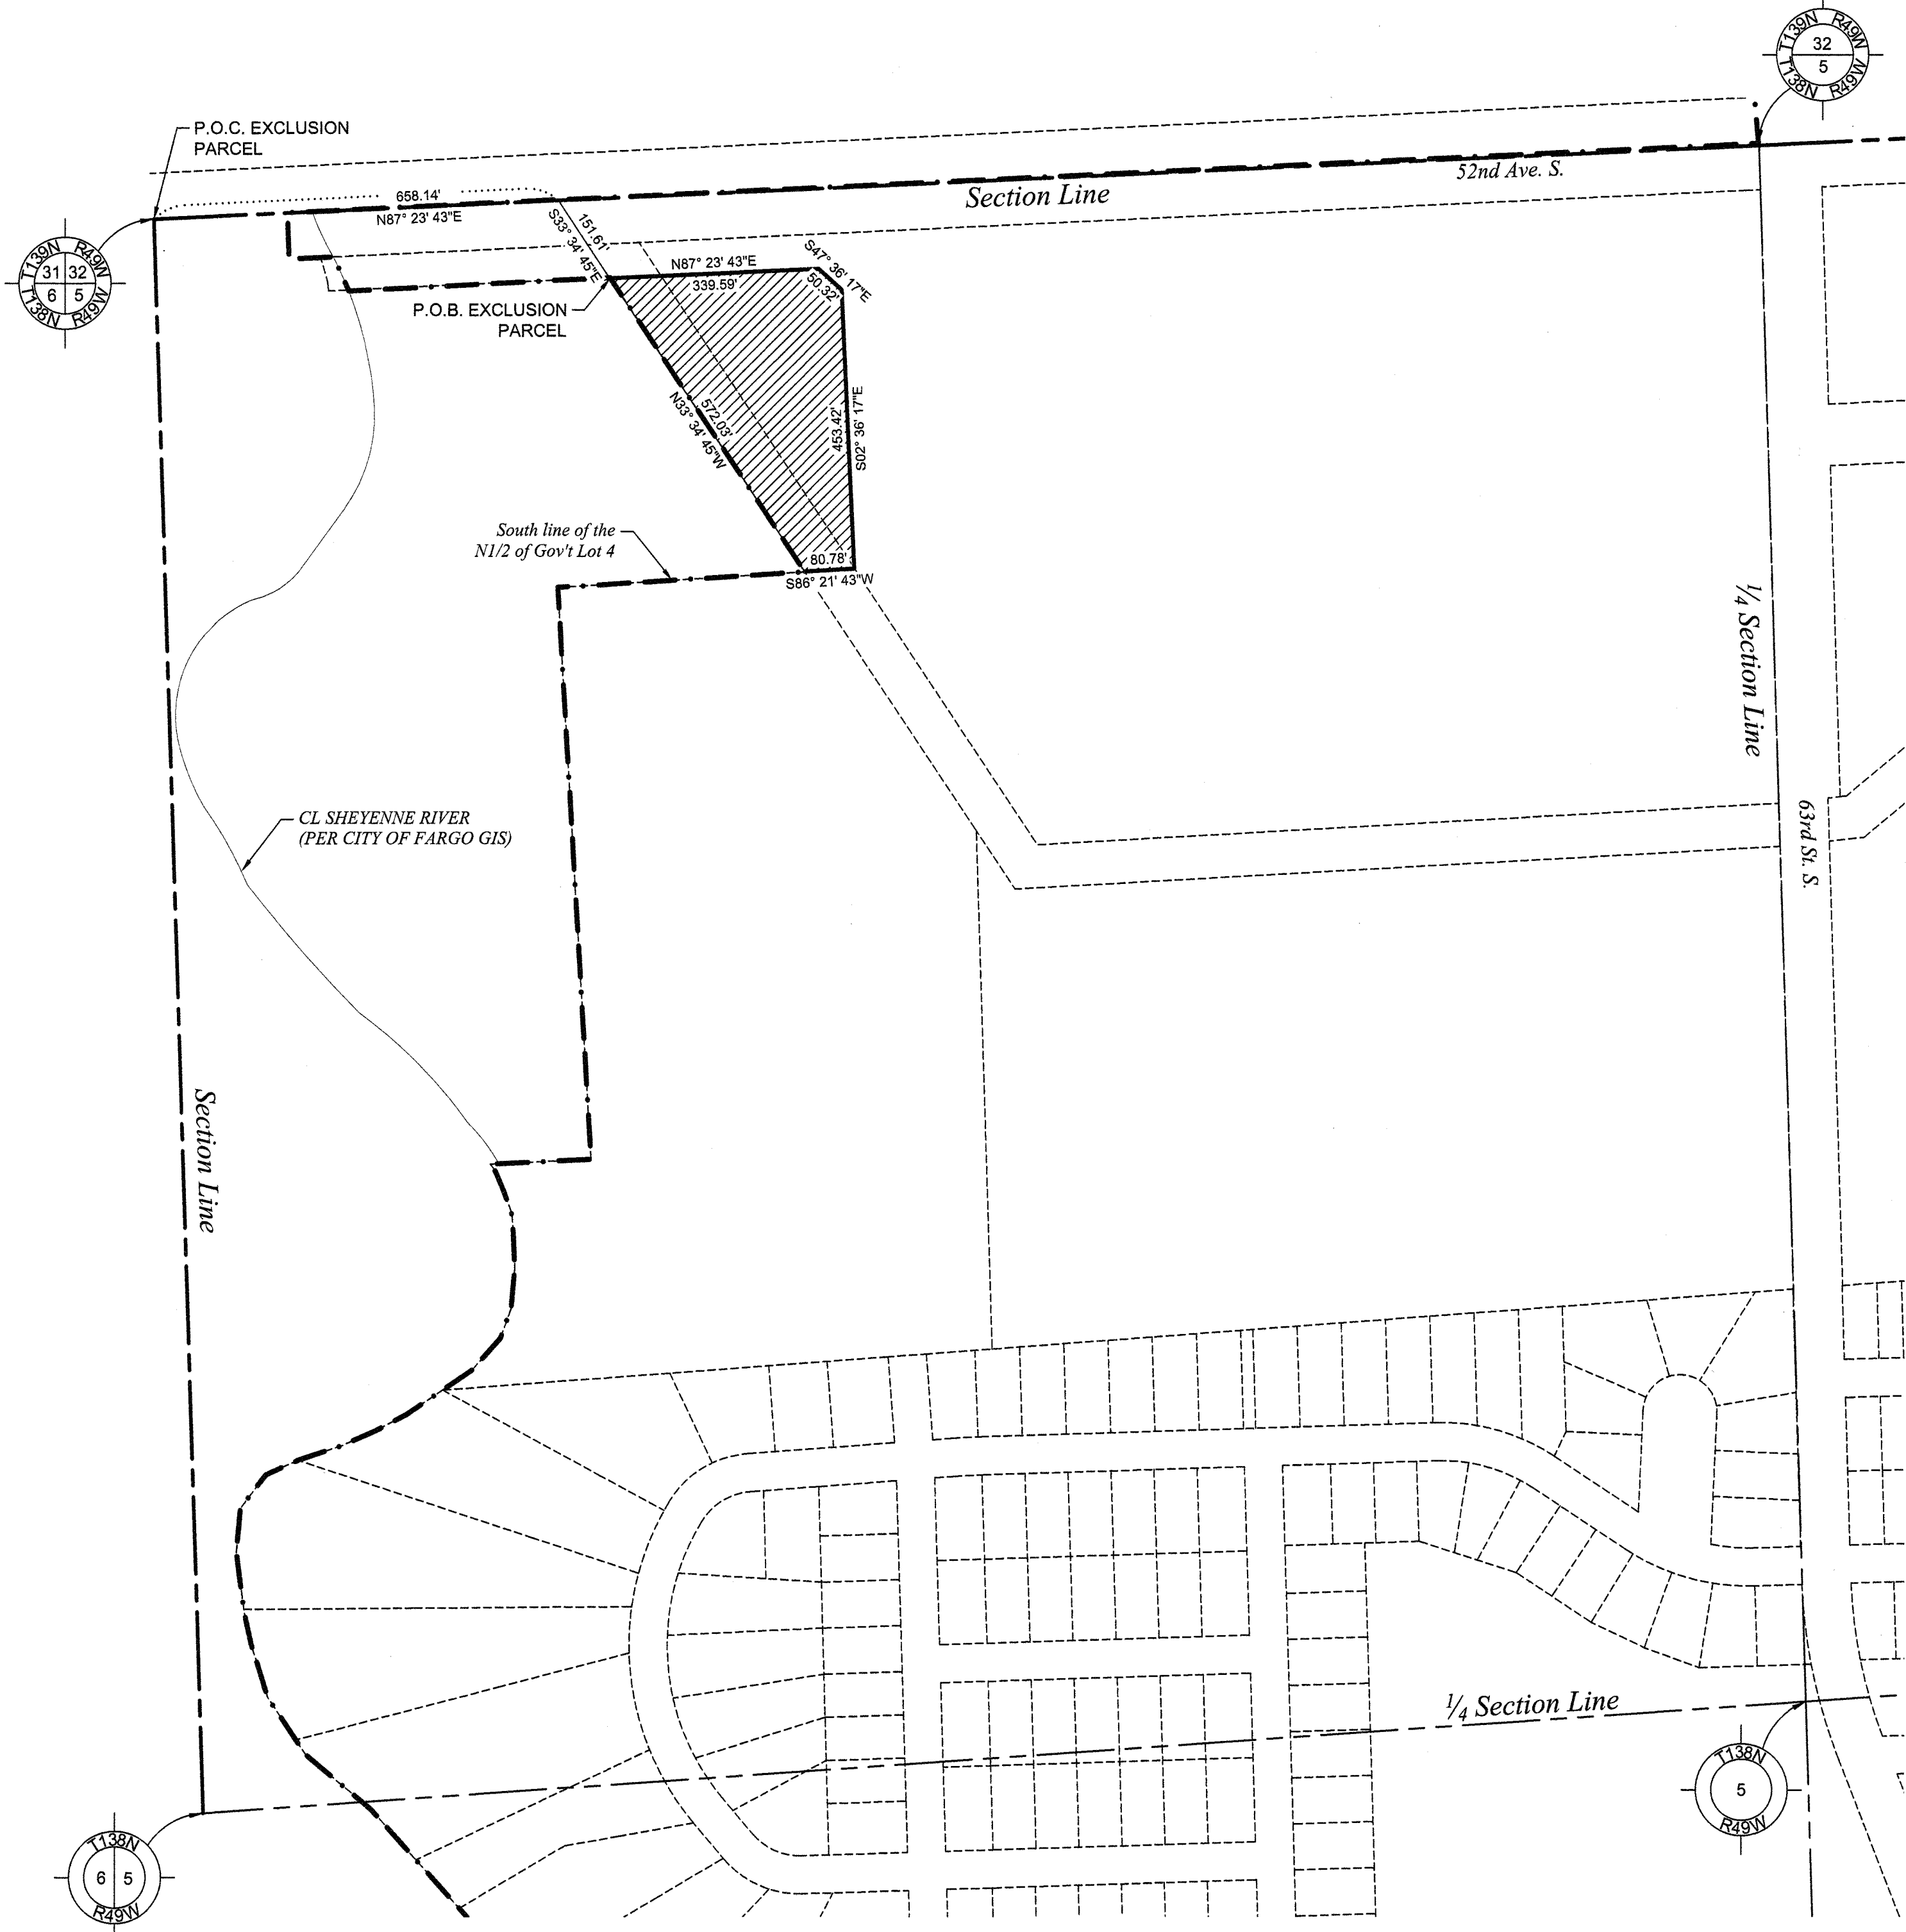 T139N R49W
32
5
T138N R49W
P.O.C. EXCLUSION
PARCEL
52nd Ave. S.
Section Line
658.14'
N87° 23' 43"E
151.61'
S33° 34' 45"E
T139N R49W
31 32
6 5
T138N R49W
S47° 36' 17"E
50.32'
N87° 23' 43"E
339.59'
P.O.B. EXCLUSION
PARCEL
572.03'
N33° 34' 45"W
453.42'
S02° 36' 17"E
South line of the
N1/2 of Gov't Lot 4
80.78'
S86° 21' 43"W
1/4 Section Line
CL SHEYENNE RIVER
(PER CITY OF FARGO GIS)
63rd St. S.
Section Line
1/4 Section Line
T138N
5
R49W
T138N
6 5
R49W